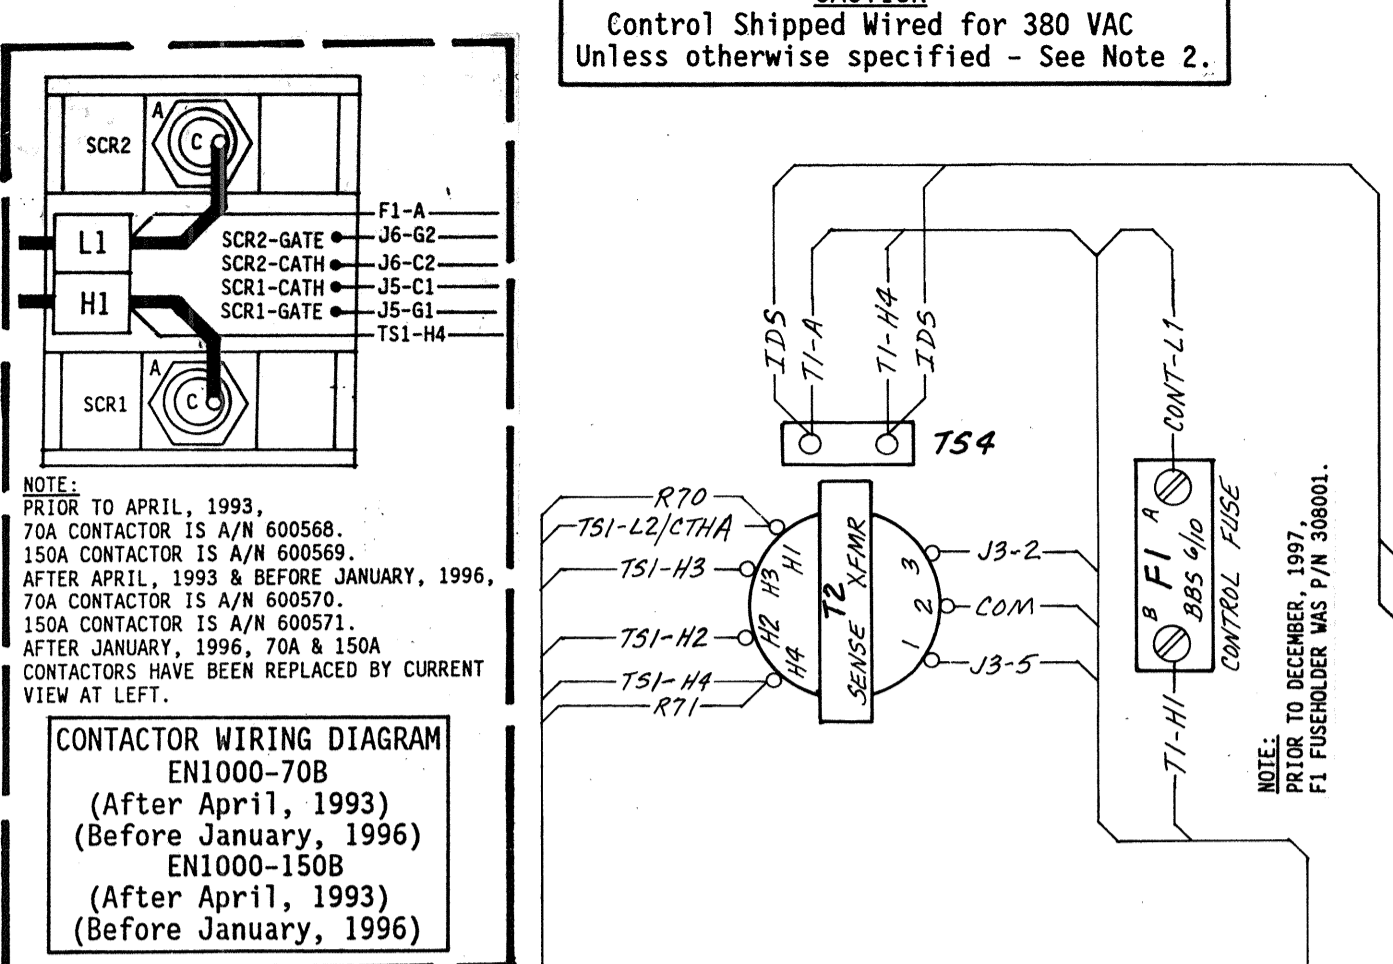 CAUTION
Control Shipped Wired for 380 VAC
Unless otherwise specified - See Note 2.
A
SCR2
C
L1
H1
F1-A
SCR2-GATE J6-G2
SCR2-CATH J6-C2
SCR1-CATH J5-C1
SCR1-GATE J5-G1
TS1-H4
A
SCR1
C
NOTE:
PRIOR TO APRIL, 1993,
70A CONTACTOR IS A/N 600568.
150A CONTACTOR IS A/N 600569.
AFTER APRIL, 1993 & BEFORE JANUARY, 1996,
70A CONTACTOR IS A/N 600570.
150A CONTACTOR IS A/N 600571.
AFTER JANUARY, 1996, 70A & 150A
CONTACTORS HAVE BEEN REPLACED BY CURRENT
VIEW AT LEFT.
CONTACTOR WIRING DIAGRAM
EN1000-70B
(After April, 1993)
(Before January, 1996)
EN1000-150B
(After April, 1993)
(Before January, 1996)
IDS
T1-A
T1-H4
IDS
TS4
CONT-L1
R70
TS1-L2/CTHA
TS1-H3
TS1-H2
TS1-H4
R71
H1
H3
H2
H4
T2
SENSE XFMR
3
2
1
J3-2
COM
J3-5
A
B
F1
BBS 6/10
CONTROL FUSE
T1-H1
NOTE:
PRIOR TO DECEMBER, 1997,
F1 FUSEHOLDER WAS P/N 308001.